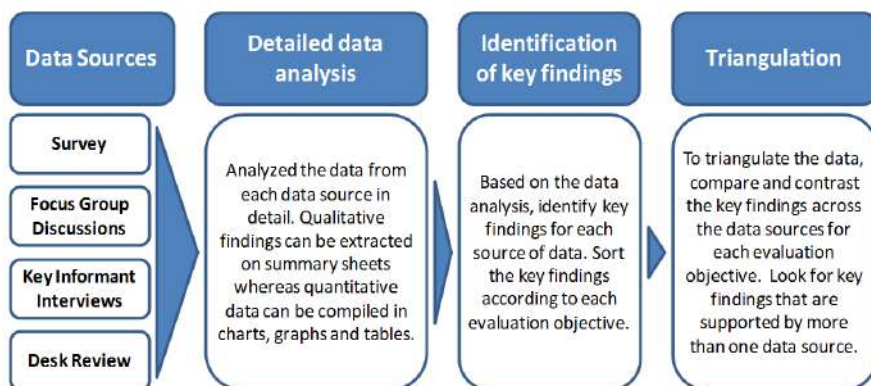 Data Sources
Detailed data
analysis
Identification
of key findings
Triangulation
Survey
Focus Group
Discussions
Key Informant
Interviews
Desk Review
Analyzed the data from
each data source in
detail. Qualitative
findings can be extracted
on summary sheets
whereas quantitative
data can be compiled in
charts, graphs and tables.
Based on the data
analysis, identify key
findings for each
source of data. Sort
the key findings
according to each
evaluation objective.
To triangulate the data,
compare and contrast
the key findings across
the data sources for
each evaluation
objective. Look for key
findings that are
supported by more
than one data source.